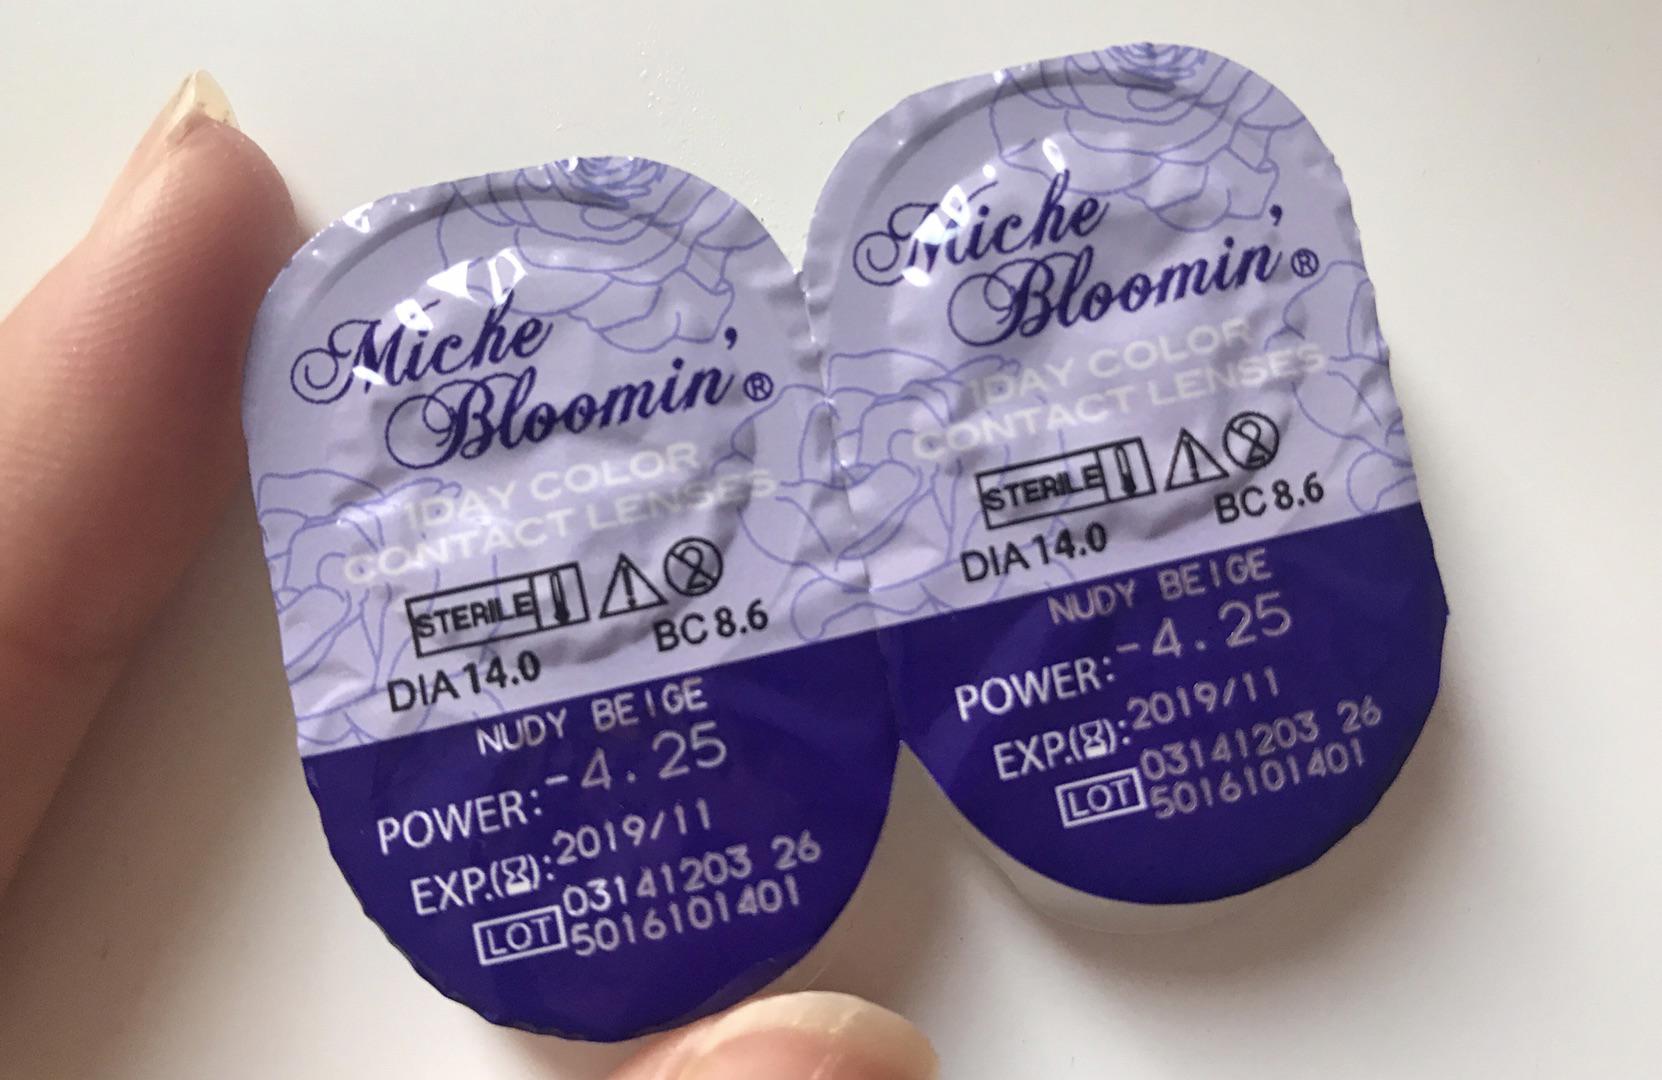 Miche
Bloomin'®
1DAY COLOR
CONTACT LENSES
STERILE
DIA 14.0 BC 8.6
NUDY BEIGE
POWER: -4.25
EXP.(⌛): 2019/11
LOT 03141203 26
5016101401
Miche
Bloomin'®
1DAY COLOR
CONTACT LENSES
STERILE
DIA 14.0 BC 8.6
NUDY BEIGE
POWER: -4.25
EXP.(⌛): 2019/11
LOT 03141203 26
5016101401